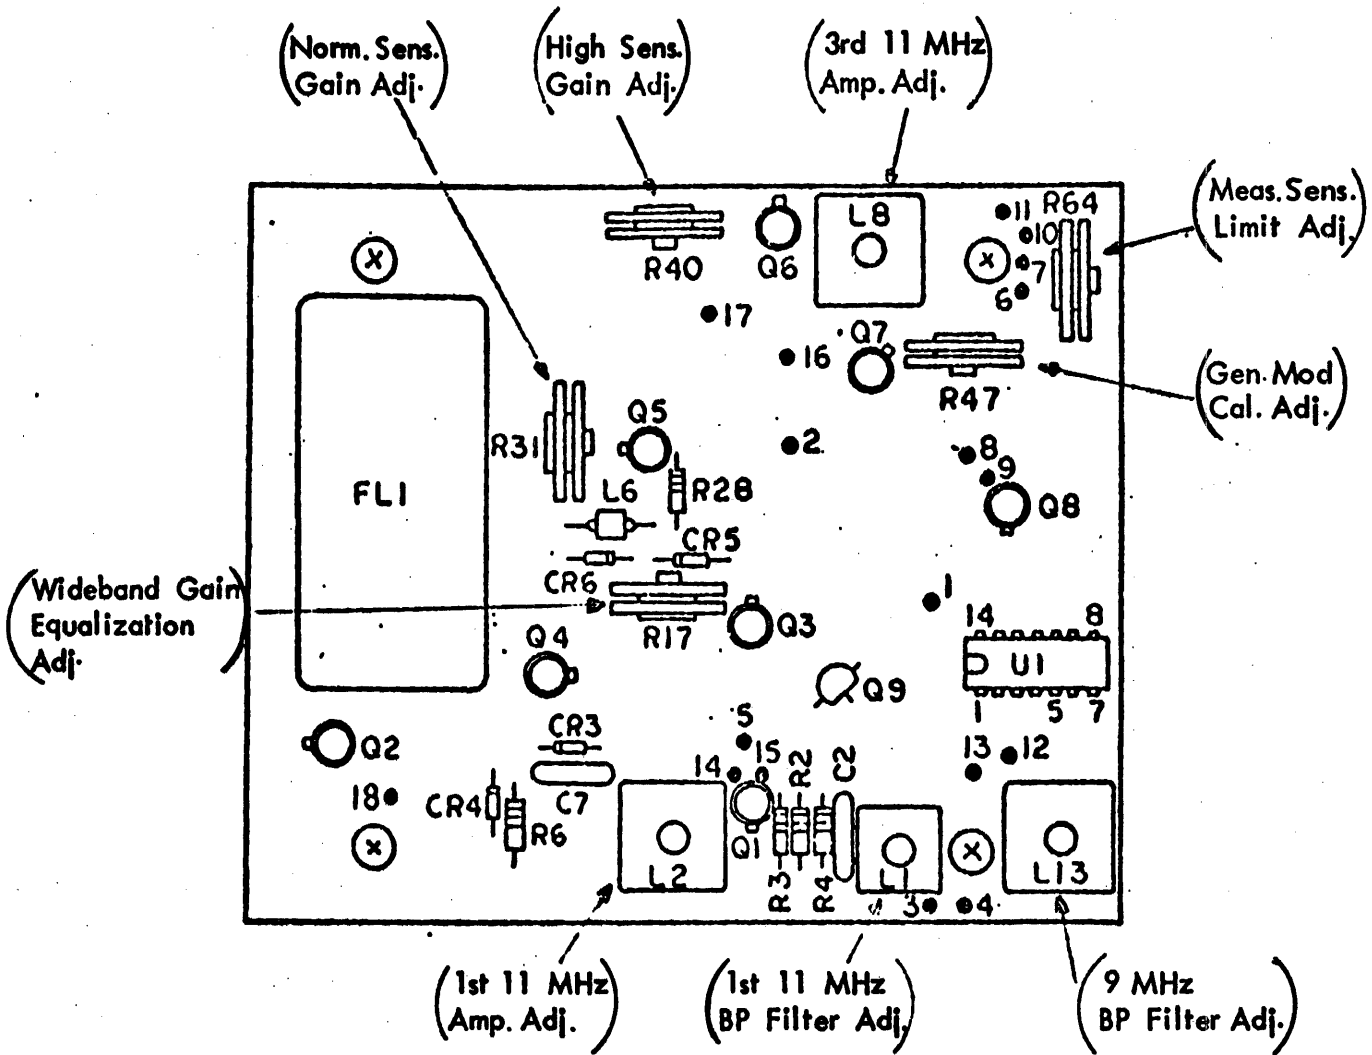 Norm. Sens.
Gain Adj.
High Sens.
Gain Adj.
3rd 11 MHz
Amp. Adj.
Meas. Sens.
Limit Adj.
Gen. Mod
Cal. Adj.
Wideband Gain
Equalization
Adj.
1st 11 MHz
Amp. Adj.
1st 11 MHz
BP Filter Adj.
9 MHz
BP Filter Adj.
R40
Q6
L8
11
R64
10
7
6
17
16
Q7
R47
R31
Q5
2
8
9
Q8
FL1
L6
R28
CR5
CR6
R17
Q3
1
14
8
U1
1
5
7
Q4
Q9
Q2
CR3
5
14
15
R2
C2
13
12
18
CR4
R6
C7
L2
Q1
R3
R4
L1
3
4
L13